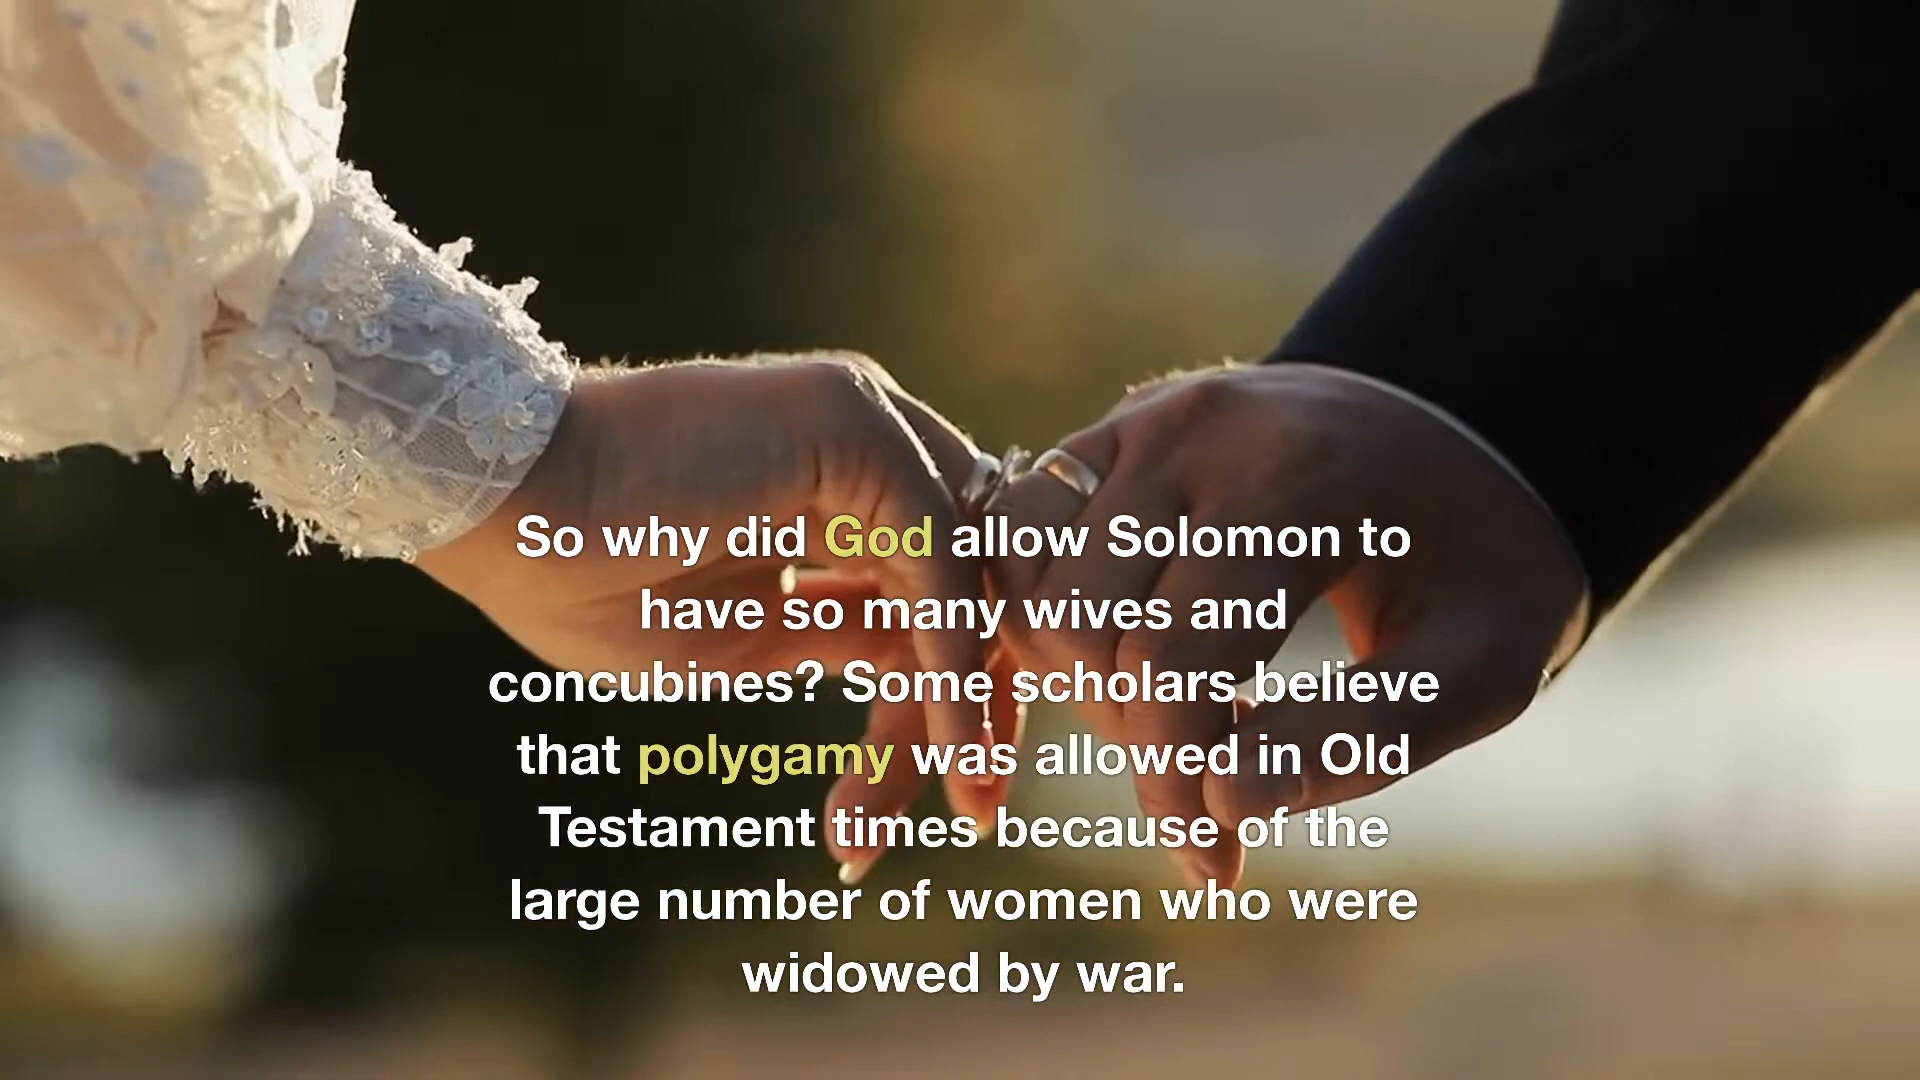 So why did God allow Solomon to
have so many wives and
concubines? Some scholars believe
that polygamy was allowed in Old
Testament times because of the
large number of women who were
widowed by war.